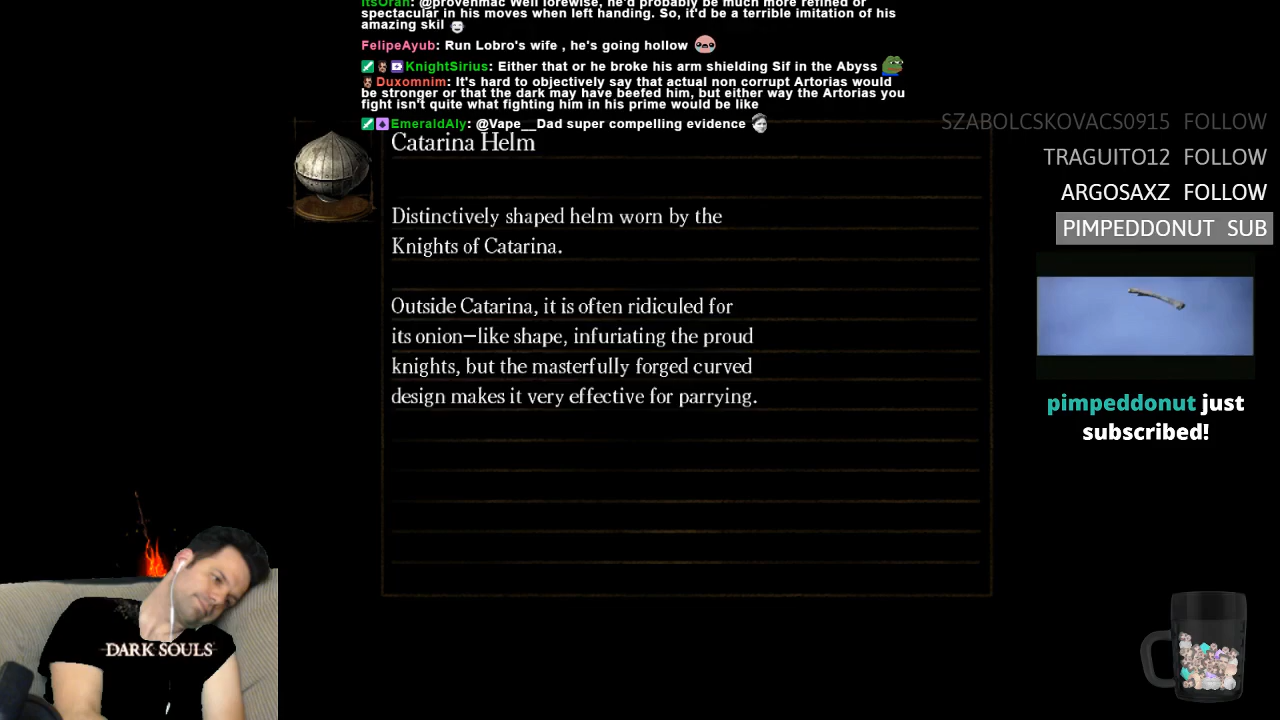 ItsOran: @provenmac Well lorewise, he'd probably be much more refined or
spectacular in his moves when left handing. So, it'd be a terrible imitation of his
amazing skil
FelipeAyub: Run Lobro's wife , he's going hollow
KnightSirius: Either that or he broke his arm shielding Sif in the Abyss
Duxomnim: It's hard to objectively say that actual non corrupt Artorias would
be stronger or that the dark may have beefed him, but either way the Artorias you
fight isn't quite what fighting him in his prime would be like
EmeraldAly: @Vape__Dad super compelling evidence
Catarina Helm
Distinctively shaped helm worn by the
Knights of Catarina.
Outside Catarina, it is often ridiculed for
its onion–like shape, infuriating the proud
knights, but the masterfully forged curved
design makes it very effective for parrying.
SZABOLCSKOVACS0915 FOLLOW
TRAGUITO12 FOLLOW
ARGOSAXZ FOLLOW
PIMPEDDONUT SUB
pimpeddonut just
subscribed!
DARK SOULS